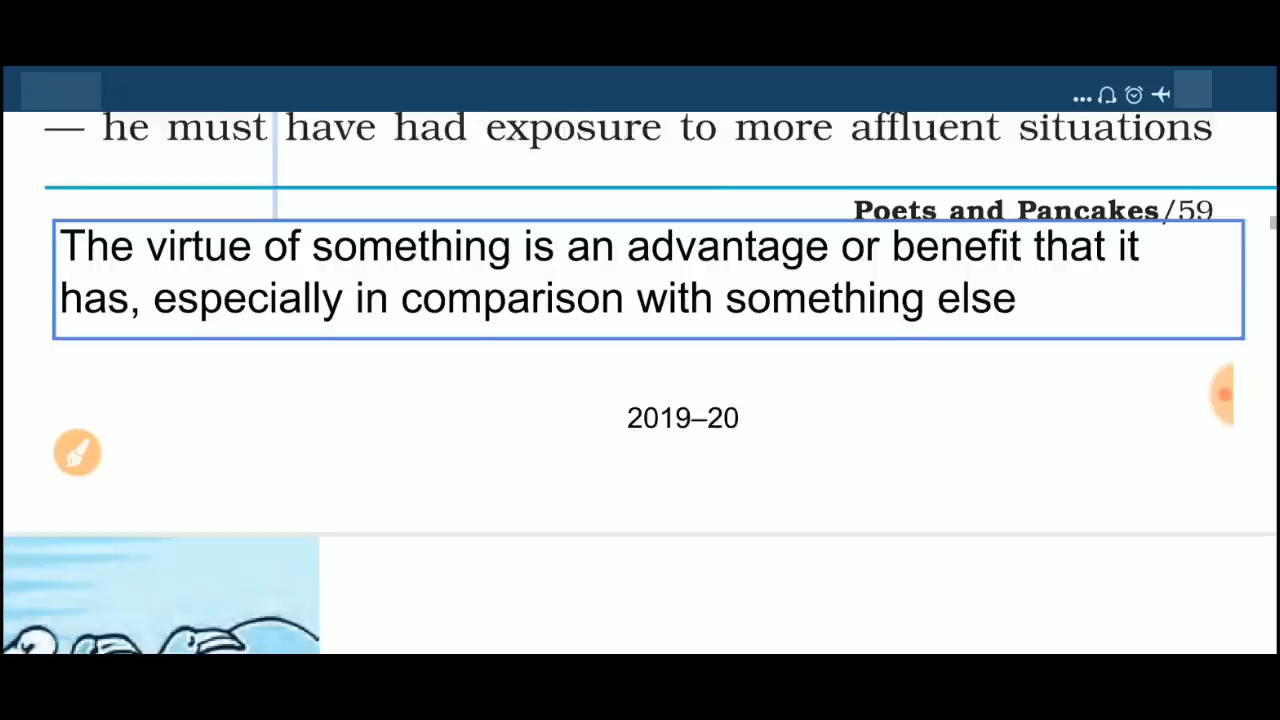 — he must have had exposure to more affluent situations
Poets and Pancakes/59
The virtue of something is an advantage or benefit that it
has, especially in comparison with something else
2019–20